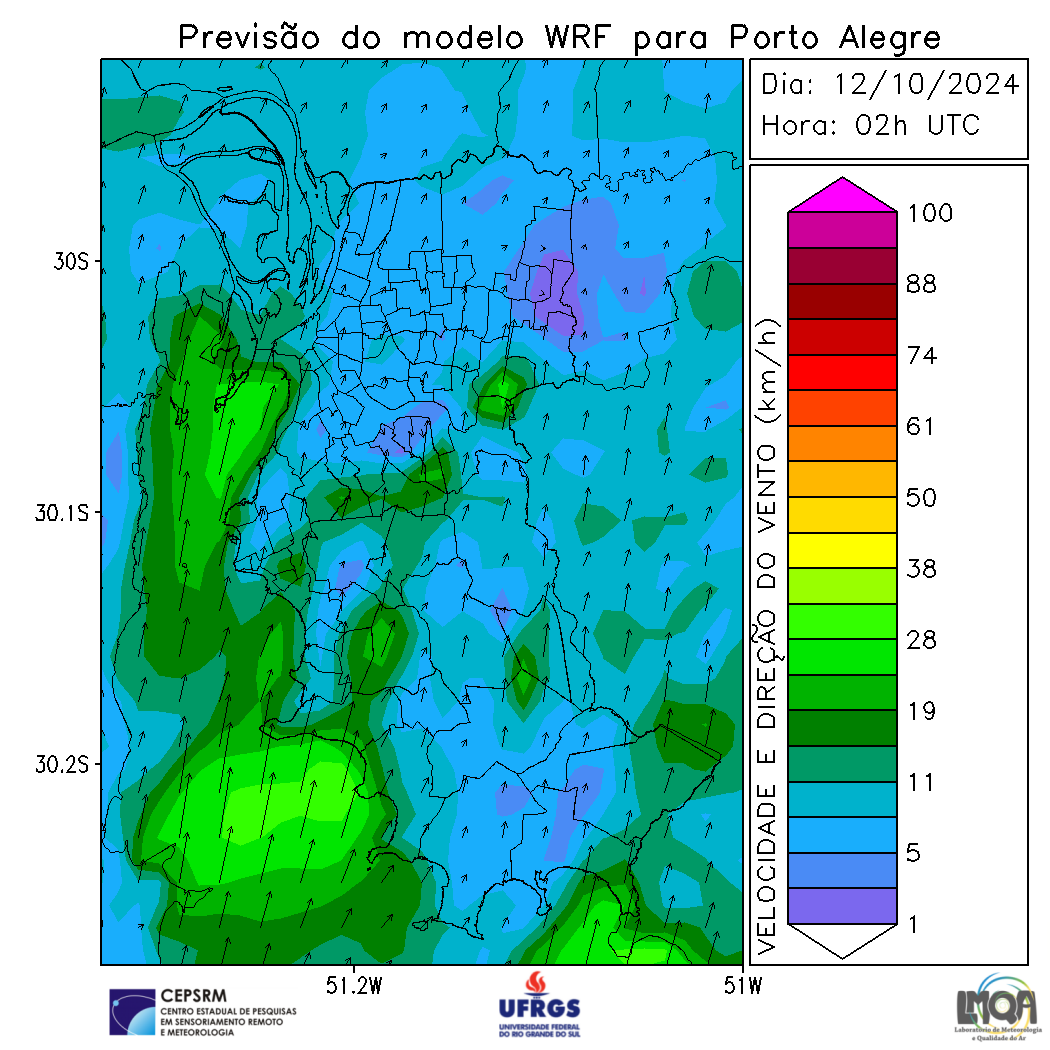 Previsão do modelo WRF para Porto Alegre
Dia: 12/10/2024
Hora: 02h UTC
30S
30.1S
30.2S
51.2W
51W
VELOCIDADE E DIREÇÃO DO VENTO (km/h)
100
88
74
61
50
38
28
19
11
5
1
CEPSRM
CENTRO ESTADUAL DE PESQUISAS
EM SENSORIAMENTO REMOTO
E METEOROLOGIA
UFRGS
UNIVERSIDADE FEDERAL
DO RIO GRANDE DO SUL
LMQA
Laboratório de Meteorologia
e Qualidade do Ar